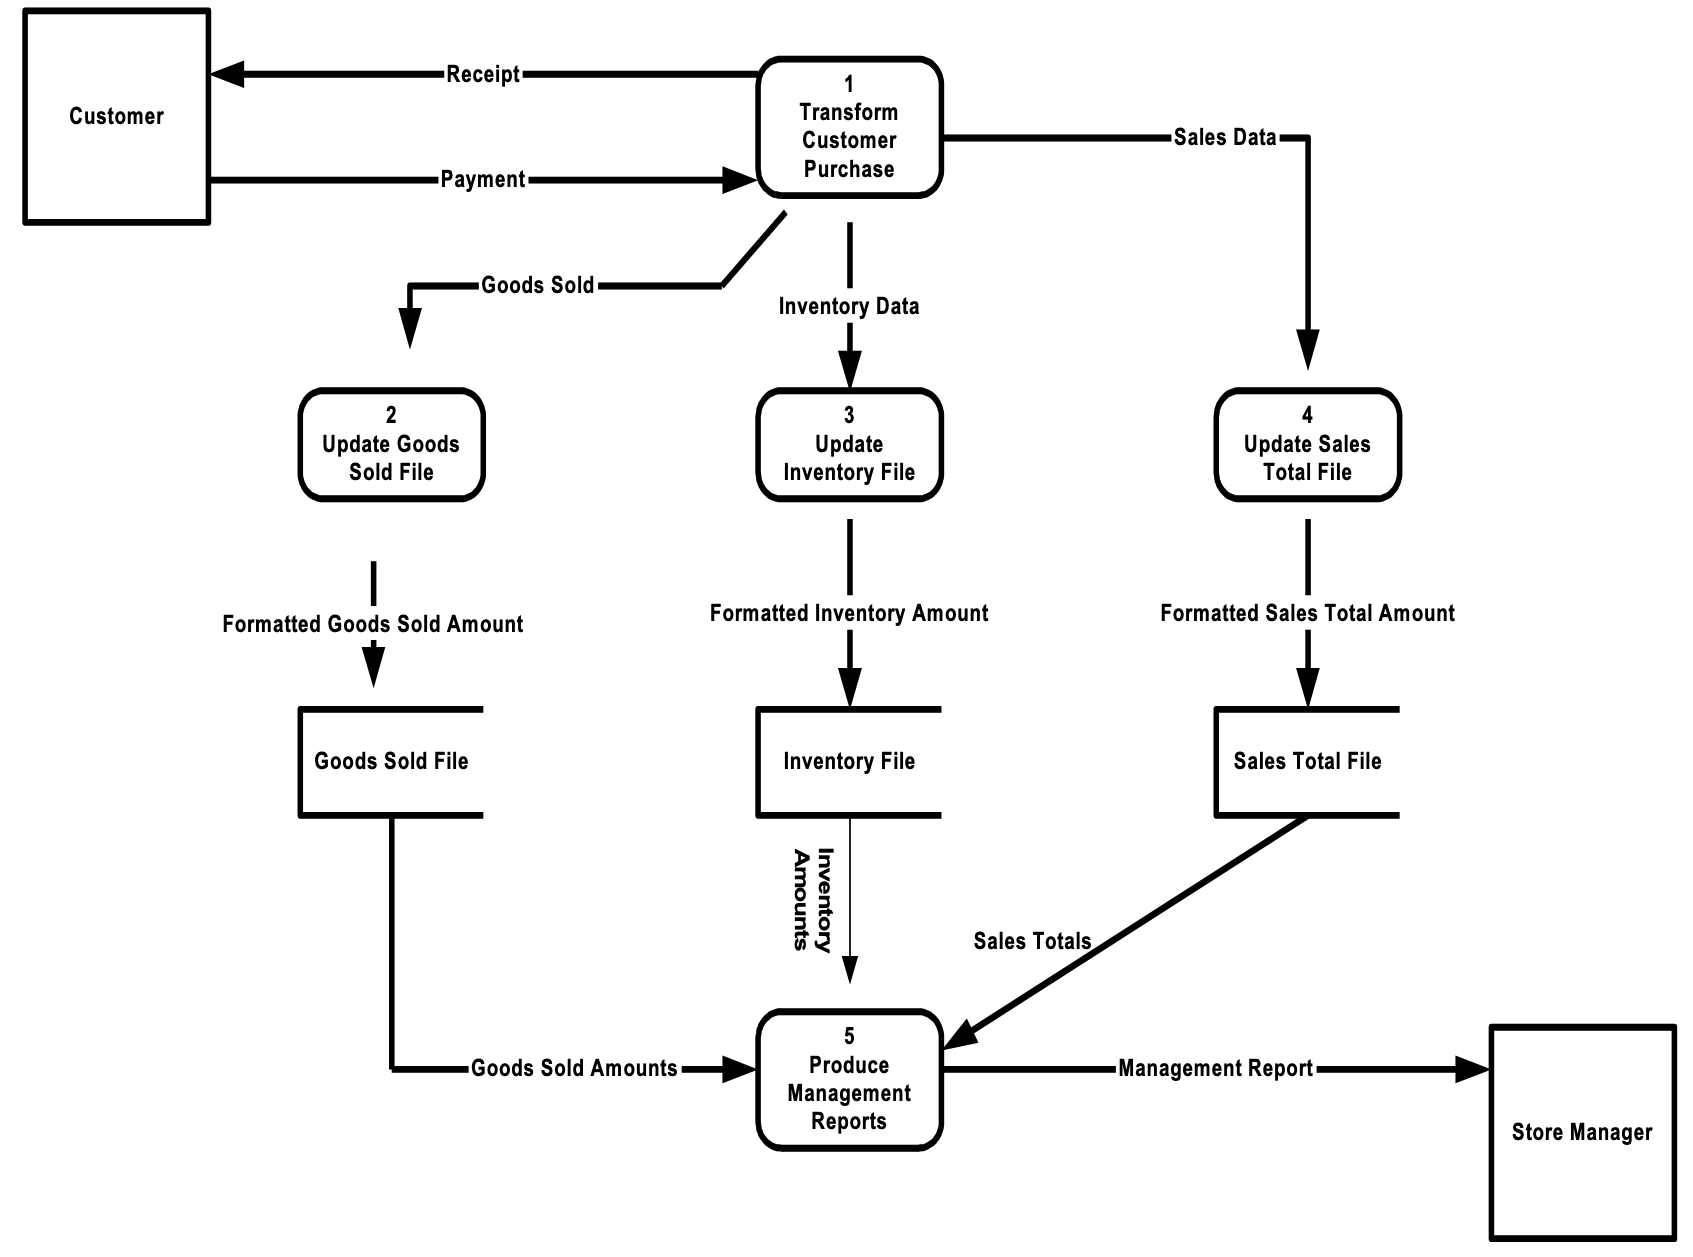 Receipt
Customer
Payment
1
Transform
Customer
Purchase
Sales Data
Goods Sold
Inventory Data
2
Update Goods
Sold File
3
Update
Inventory File
4
Update Sales
Total File
Formatted Goods Sold Amount
Formatted Inventory Amount
Formatted Sales Total Amount
Goods Sold File
Inventory File
Sales Total File
Inventory
Amounts
Sales Totals
Goods Sold Amounts
5
Produce
Management
Reports
Management Report
Store Manager